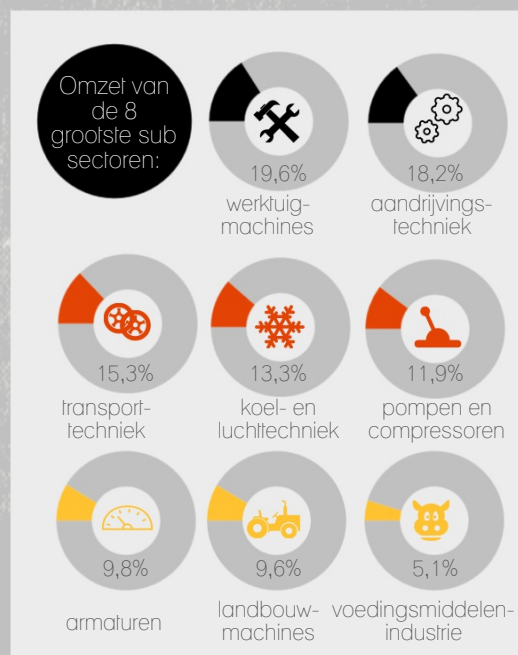 Omzet van
de 8
grootste sub
sectoren:
19,6%
werktuig-
machines
18,2%
aandrijvings-
techniek
15,3%
transport-
techniek
13,3%
koel- en
luchttechniek
11,9%
pompen en
compressoren
9,8%
armaturen
9,6%
landbouw-
machines
5,1%
voedingsmiddelen-
industrie